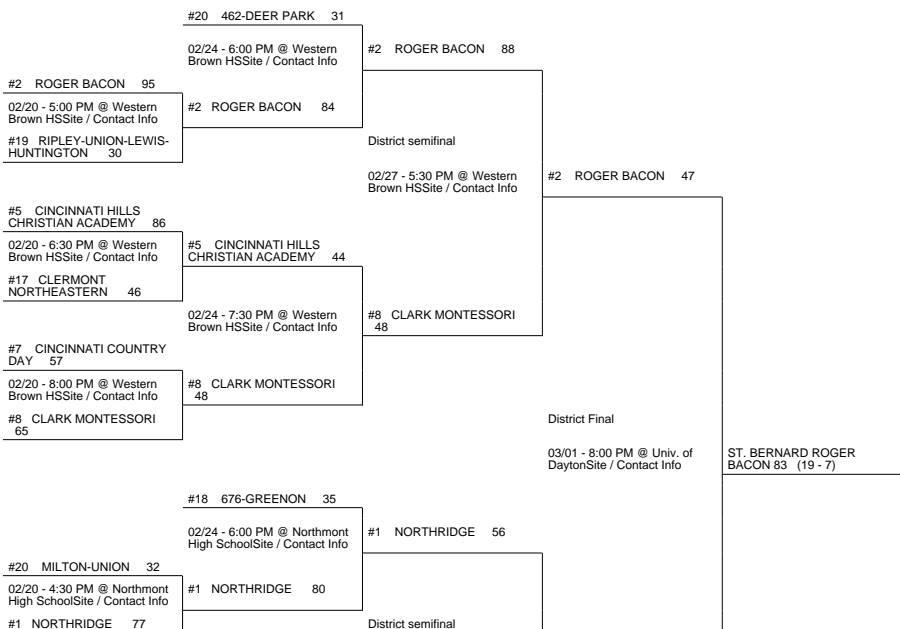 #20 462-DEER PARK 31
02/24 - 6:00 PM @ Western
Brown HSSite / Contact Info
#2 ROGER BACON 88
#2 ROGER BACON 95
02/20 - 5:00 PM @ Western
Brown HSSite / Contact Info
#2 ROGER BACON 84
#19 RIPLEY-UNION-LEWIS-
HUNTINGTON 30
District semifinal
02/27 - 5:30 PM @ Western
Brown HSSite / Contact Info
#2 ROGER BACON 47
#5 CINCINNATI HILLS
CHRISTIAN ACADEMY 86
02/20 - 6:30 PM @ Western
Brown HSSite / Contact Info
#5 CINCINNATI HILLS
CHRISTIAN ACADEMY 44
#17 CLERMONT
NORTHEASTERN 46
02/24 - 7:30 PM @ Western
Brown HSSite / Contact Info
#8 CLARK MONTESSORI
48
#7 CINCINNATI COUNTRY
DAY 57
02/20 - 8:00 PM @ Western
Brown HSSite / Contact Info
#8 CLARK MONTESSORI
48
#8 CLARK MONTESSORI
65
District Final
03/01 - 8:00 PM @ Univ. of
DaytonSite / Contact Info
ST. BERNARD ROGER
BACON 83 (19 - 7)
#18 676-GREENON 35
02/24 - 6:00 PM @ Northmont
High SchoolSite / Contact Info
#1 NORTHRIDGE 56
#20 MILTON-UNION 32
02/20 - 4:30 PM @ Northmont
High SchoolSite / Contact Info
#1 NORTHRIDGE 80
#1 NORTHRIDGE 77
District semifinal